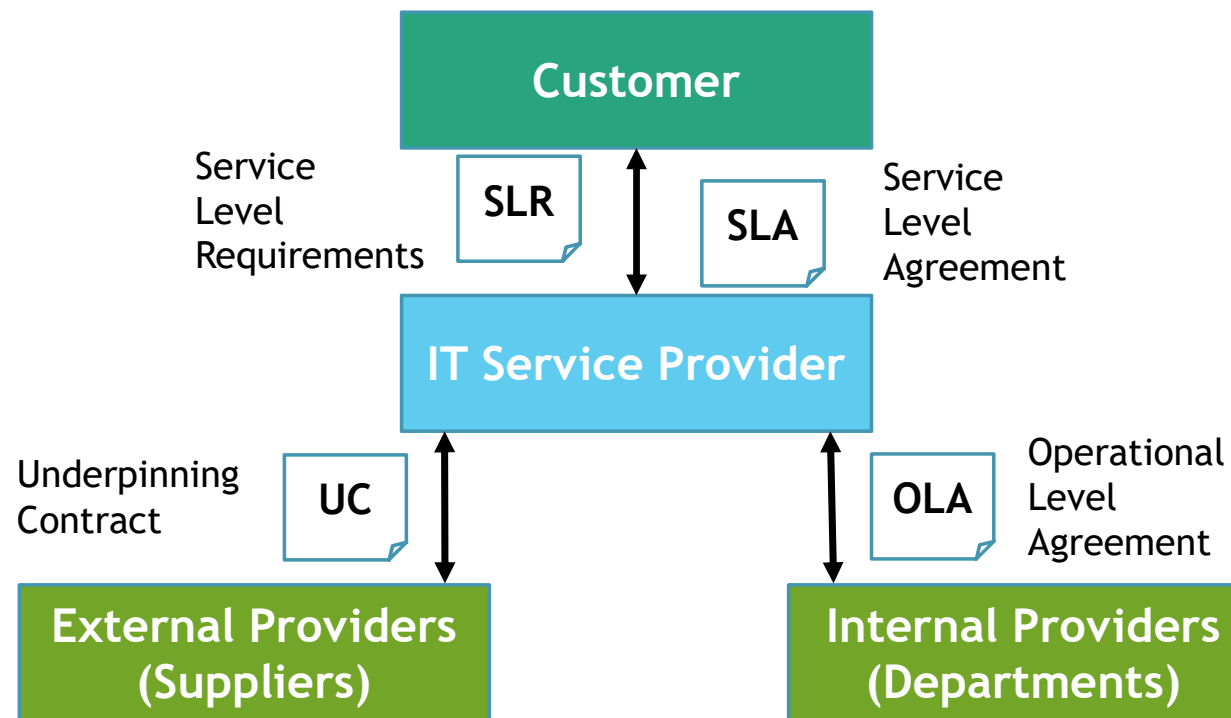 Customer
Service
Level
Requirements
SLR
SLA
Service
Level
Agreement
IT Service Provider
Underpinning
Contract
UC
OLA
Operational
Level
Agreement
External Providers
(Suppliers)
Internal Providers
(Departments)